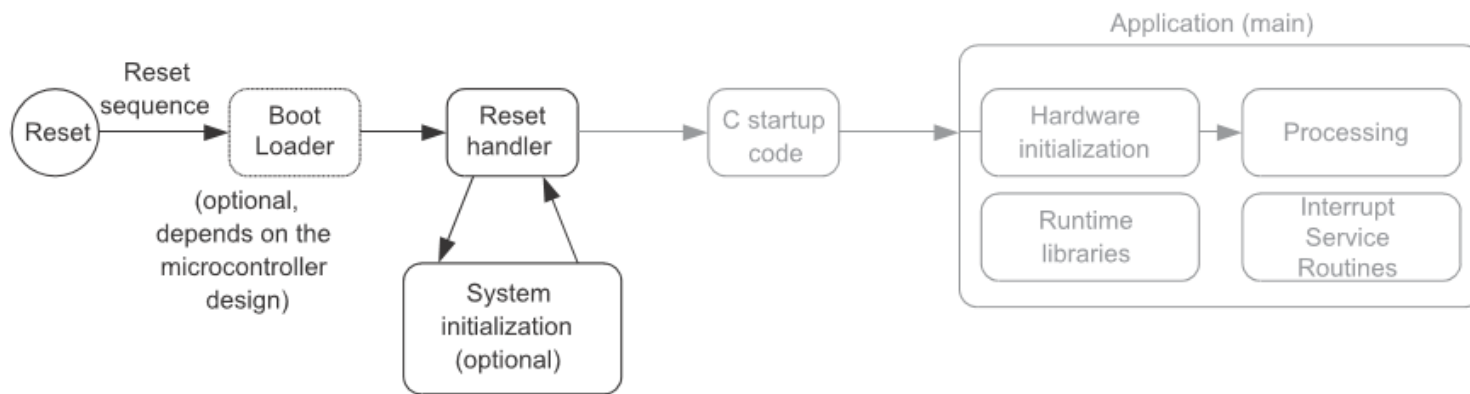 Application (main)
Reset
sequence
Reset
Boot
Loader
(optional,
depends on the
microcontroller
design)
Reset
handler
System
initialization
(optional)
C startup
code
Hardware
initialization
Processing
Runtime
libraries
Interrupt
Service
Routines